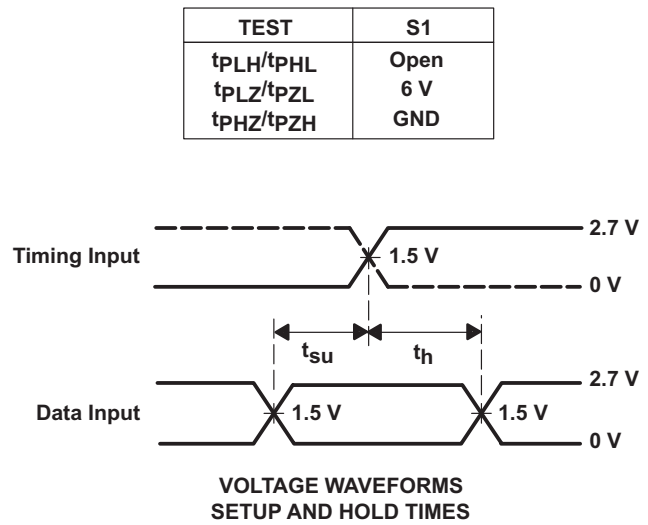 TEST S1
tPLH/tPHL Open
tPLZ/tPZL 6 V
tPHZ/tPZH GND
2.7 V
Timing Input 1.5 V
0 V
tsu th
2.7 V
Data Input 1.5 V 1.5 V
0 V
VOLTAGE WAVEFORMS
SETUP AND HOLD TIMES